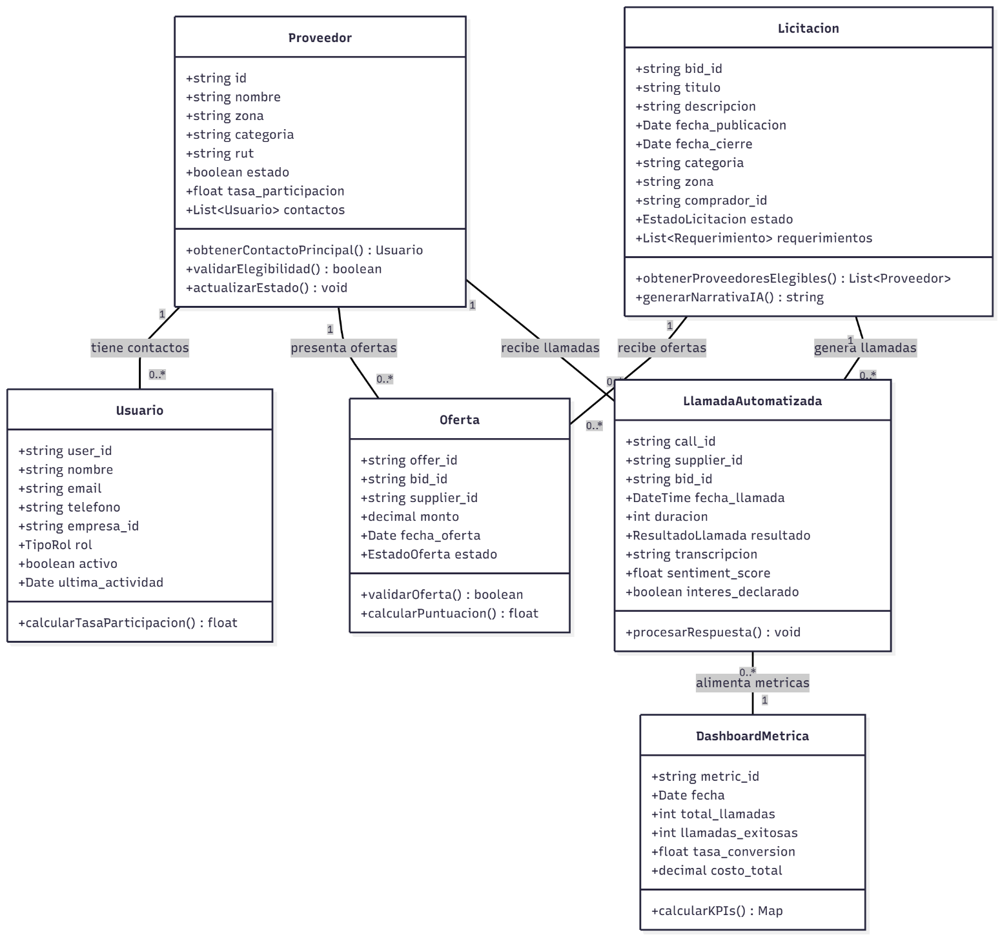 Proveedor
+string id
+string nombre
+string zona
+string categoria
+string rut
+boolean estado
+float tasa_participacion
+List<Usuario> contactos
+obtenerContactoPrincipal() : Usuario
+validarElegibilidad() : boolean
+actualizarEstado() : void
Licitacion
+string bid_id
+string titulo
+string descripcion
+Date fecha_publicacion
+Date fecha_cierre
+string categoria
+string zona
+string comprador_id
+EstadoLicitacion estado
+List<Requerimiento> requerimientos
+obtenerProveedoresElegibles() : List<Proveedor>
+generarNarrativaIA() : string
1
tiene contactos
0..*
1
presenta ofertas
0..*
1
recibe llamadas
0..*
1
recibe ofertas
0..*
1
genera llamadas
0..*
Usuario
+string user_id
+string nombre
+string email
+string telefono
+string empresa_id
+TipoRol rol
+boolean activo
+Date ultima_actividad
+calcularTasaParticipacion() : float
Oferta
+string offer_id
+string bid_id
+string supplier_id
+decimal monto
+Date fecha_oferta
+EstadoOferta estado
+validarOferta() : boolean
+calcularPuntuacion() : float
LlamadaAutomatizada
+string call_id
+string supplier_id
+string bid_id
+DateTime fecha_llamada
+int duracion
+ResultadoLlamada resultado
+string transcripcion
+float sentiment_score
+boolean interes_declarado
+procesarRespuesta() : void
0..*
alimenta metricas
1
DashboardMetrica
+string metric_id
+Date fecha
+int total_llamadas
+int llamadas_exitosas
+float tasa_conversion
+decimal costo_total
+calcularKPIs() : Map